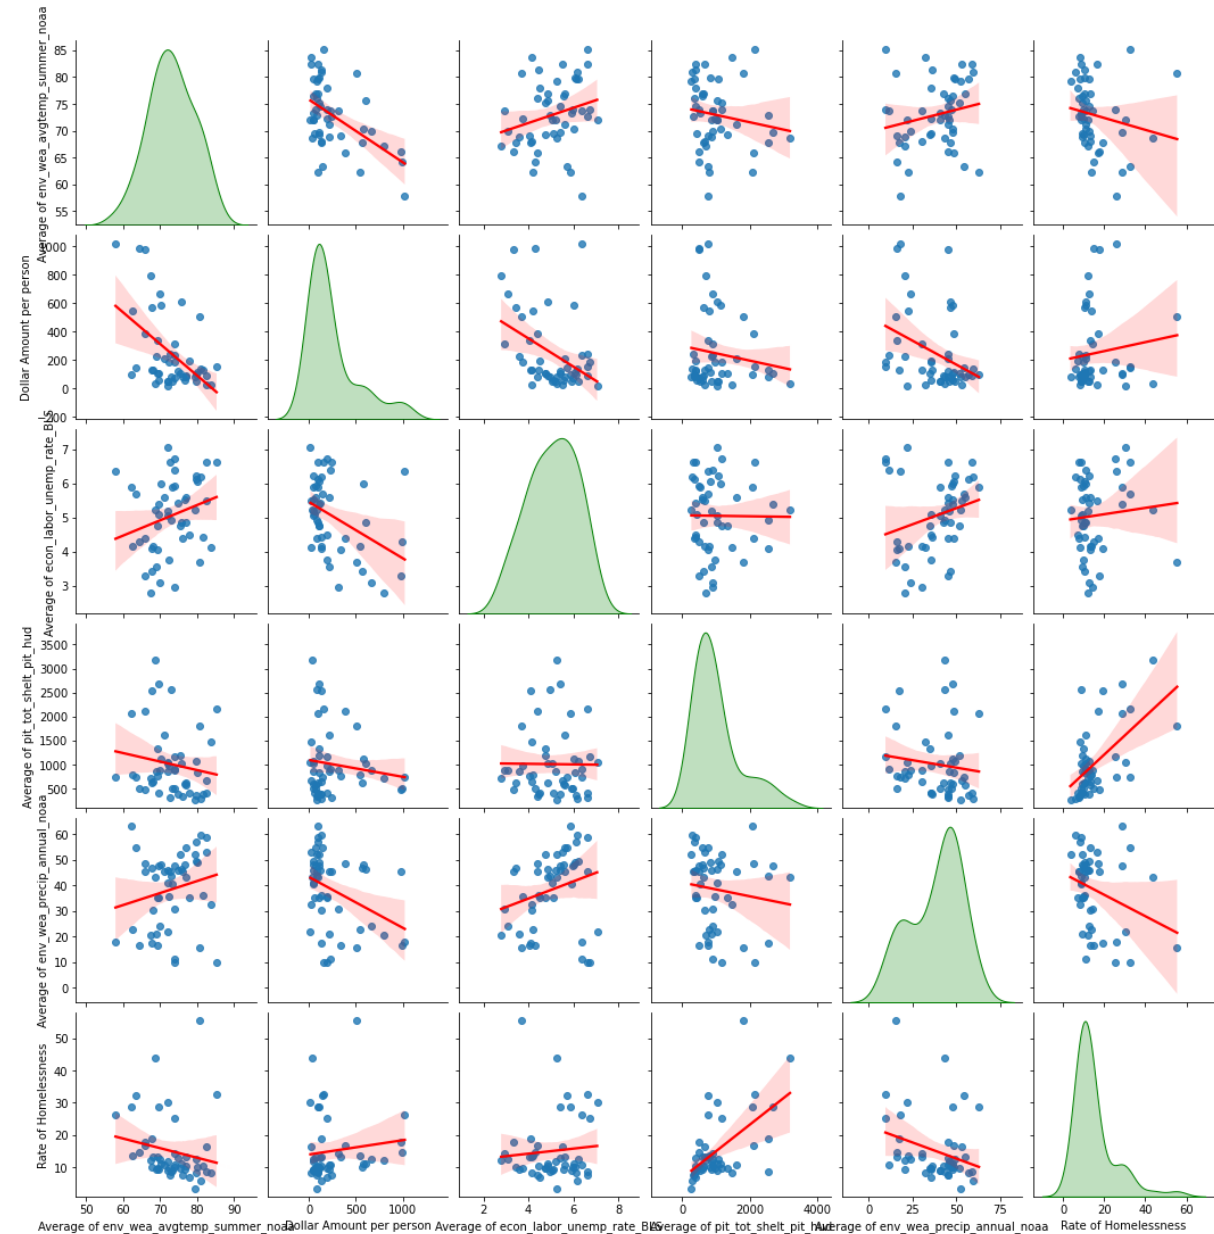 Average of env_wea_avgtemp_summer_noaa
85
80
75
70
65
60
55
Dollar Amount per person
1000
800
600
400
200
0
Average of econ_labor_unemp_rate_BLS
7
6
5
4
3
Average of pit_tot_shelt_pit_hud
3500
3000
2500
2000
1500
1000
500
Average of env_wea_precip_annual_noaa
60
50
40
30
20
10
0
Rate of Homelessness
50
40
30
20
10
50 60 70 80 90
0 500 1000
2 4 6 8
0 1000 2000 3000 4000
0 25 50 75
0 20 40 60
Average of env_wea_avgtemp_summer_noaa
Dollar Amount per person
Average of econ_labor_unemp_rate_BLS
Average of pit_tot_shelt_pit_hud
Average of env_wea_precip_annual_noaa
Rate of Homelessness